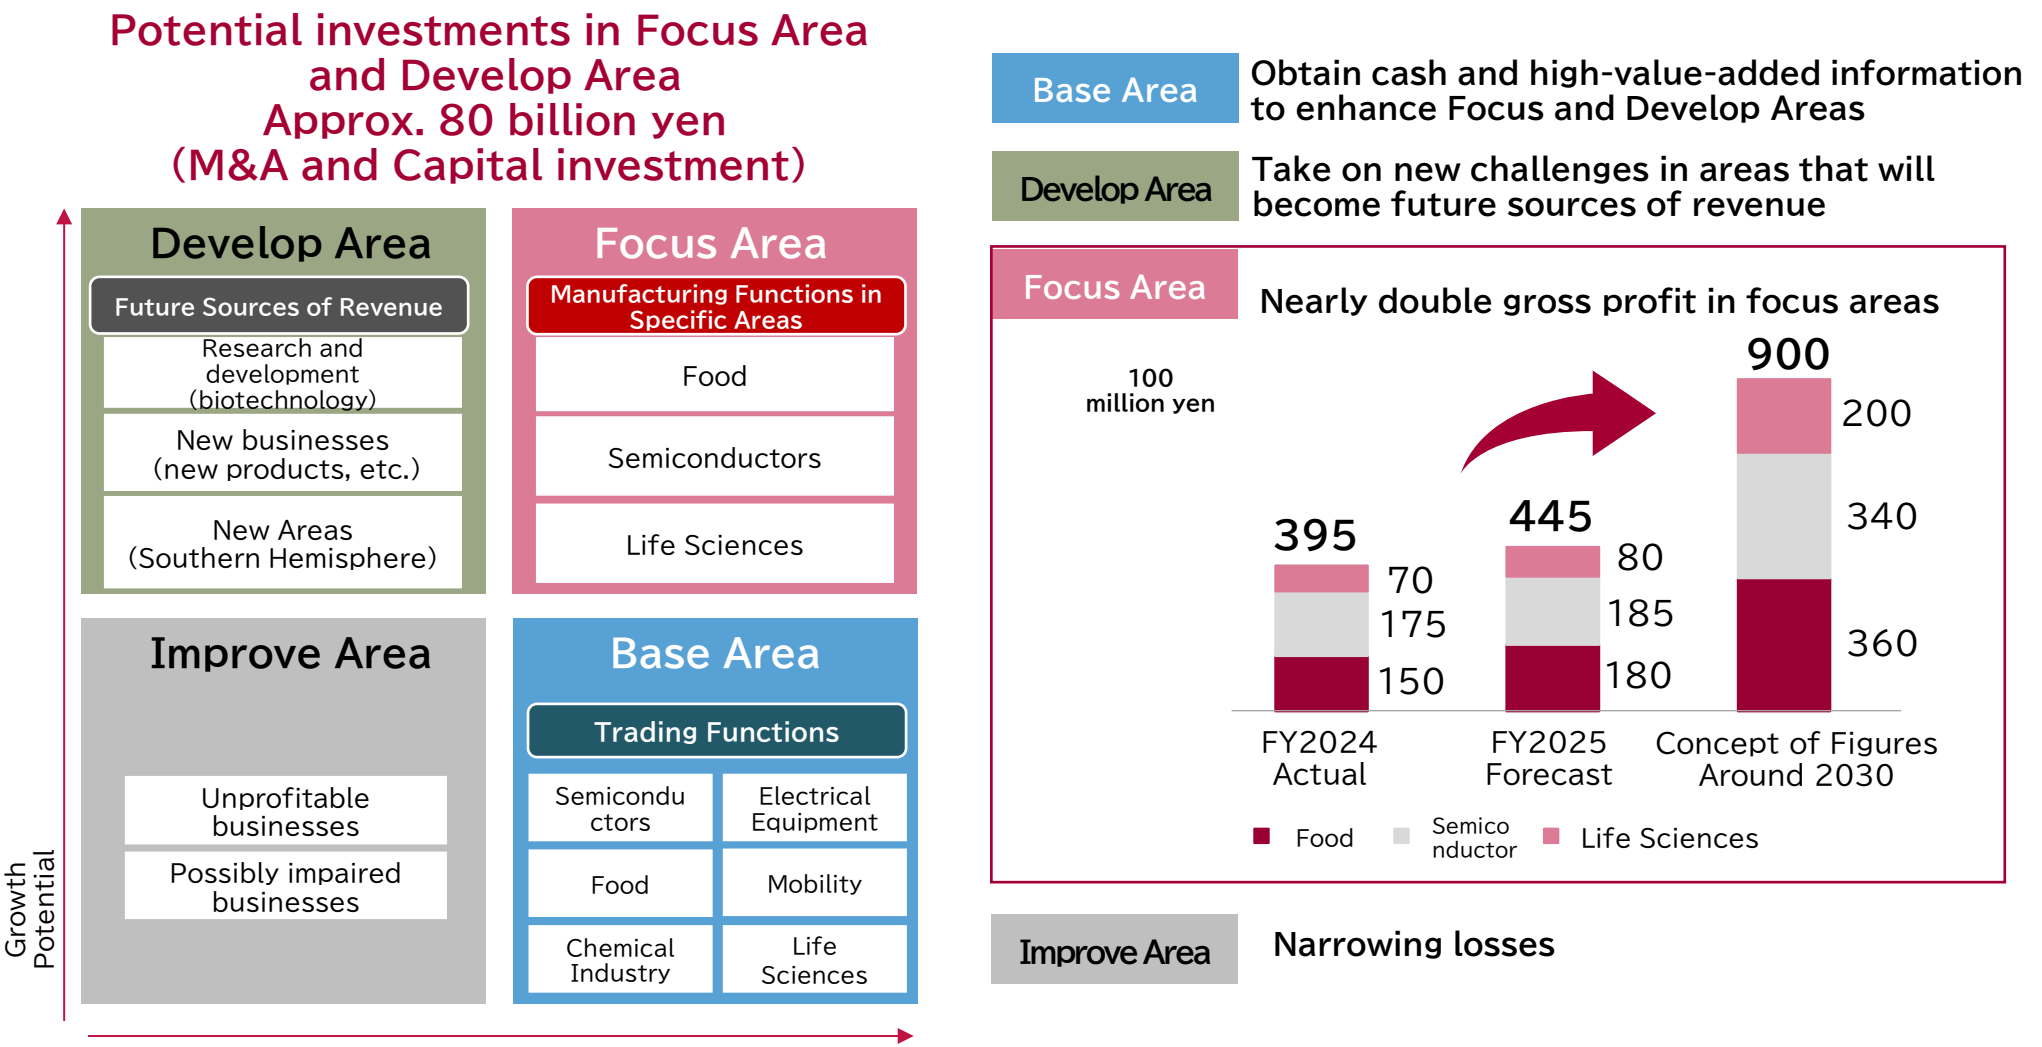 Potential investments in Focus Area
and Develop Area
Approx. 80 billion yen
(M&A and Capital investment)
Develop Area
Future Sources of Revenue
Research and
development
(biotechnology)
New businesses
(new products, etc.)
New Areas
(Southern Hemisphere)
Focus Area
Manufacturing Functions in
Specific Areas
Food
Semiconductors
Life Sciences
Improve Area
Unprofitable
businesses
Possibly impaired
businesses
Base Area
Trading Functions
Semicondu
ctors
Electrical
Equipment
Food
Mobility
Chemical
Industry
Life
Sciences
Growth
Potential
Base Area
Obtain cash and high-value-added information
to enhance Focus and Develop Areas
Develop Area
Take on new challenges in areas that will
become future sources of revenue
Focus Area
Nearly double gross profit in focus areas
100
million yen
395
70
175
150
445
80
185
180
900
200
340
360
FY2024
Actual
FY2025
Forecast
Concept of Figures
Around 2030
Food
Semico
nductor
Life Sciences
Improve Area
Narrowing losses